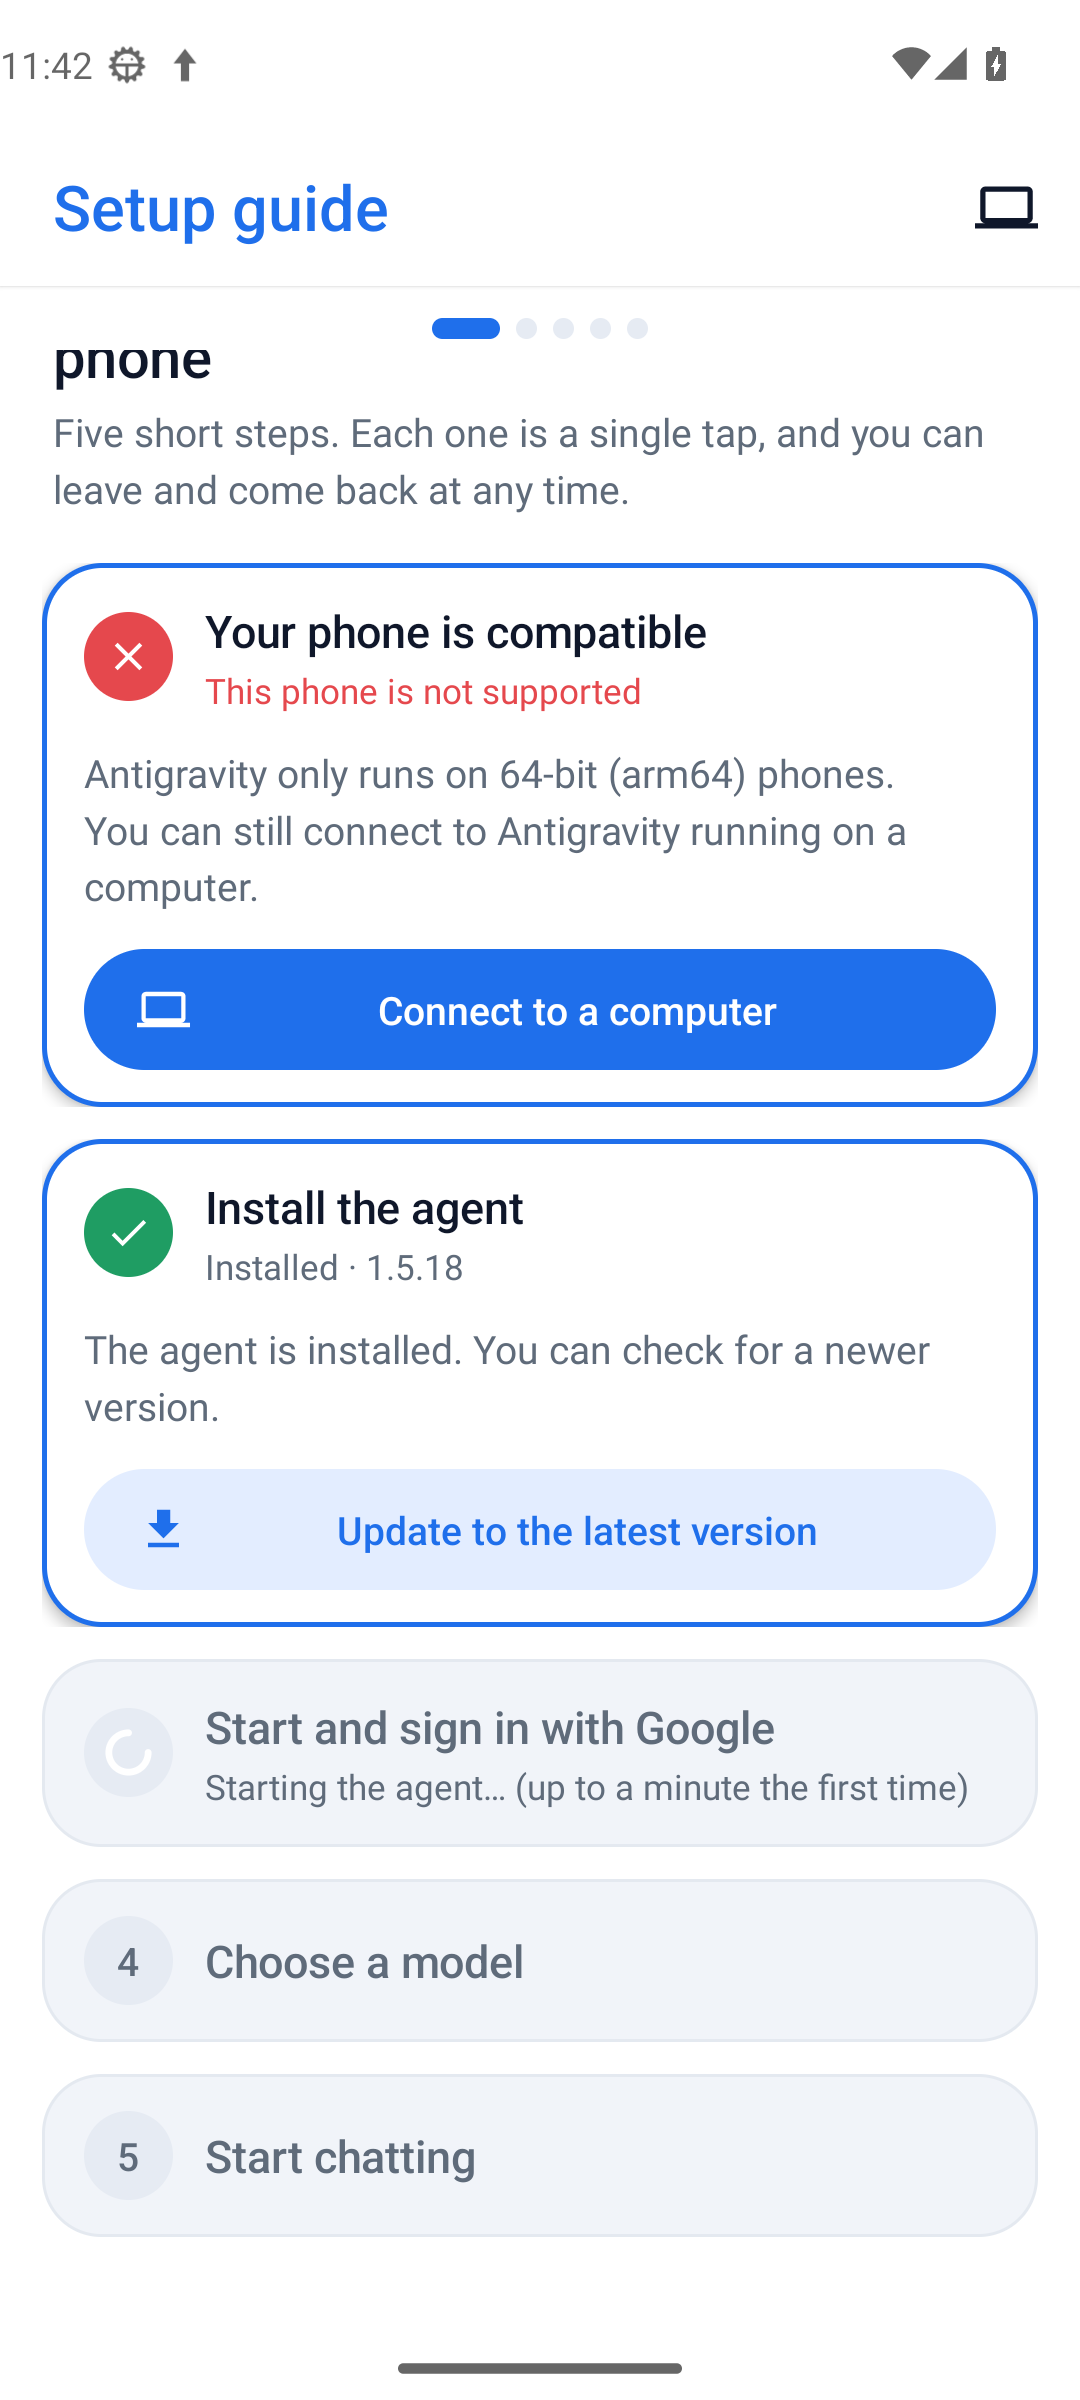 11:42
Setup guide
phone
Five short steps. Each one is a single tap, and you can
leave and come back at any time.
Your phone is compatible
This phone is not supported
Antigravity only runs on 64-bit (arm64) phones.
You can still connect to Antigravity running on a
computer.
Connect to a computer
Install the agent
Installed · 1.5.18
The agent is installed. You can check for a newer
version.
Update to the latest version
Start and sign in with Google
Starting the agent... (up to a minute the first time)
4
Choose a model
5
Start chatting